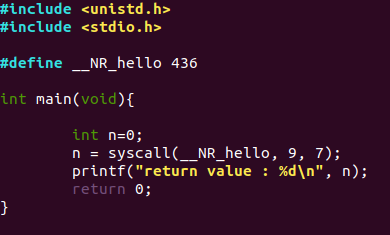 #include <unistd.h>
#include <stdio.h>
#define __NR_hello 436
int main(void){
int n=0;
n = syscall(__NR_hello, 9, 7);
printf("return value : %d\n", n);
return 0;
}